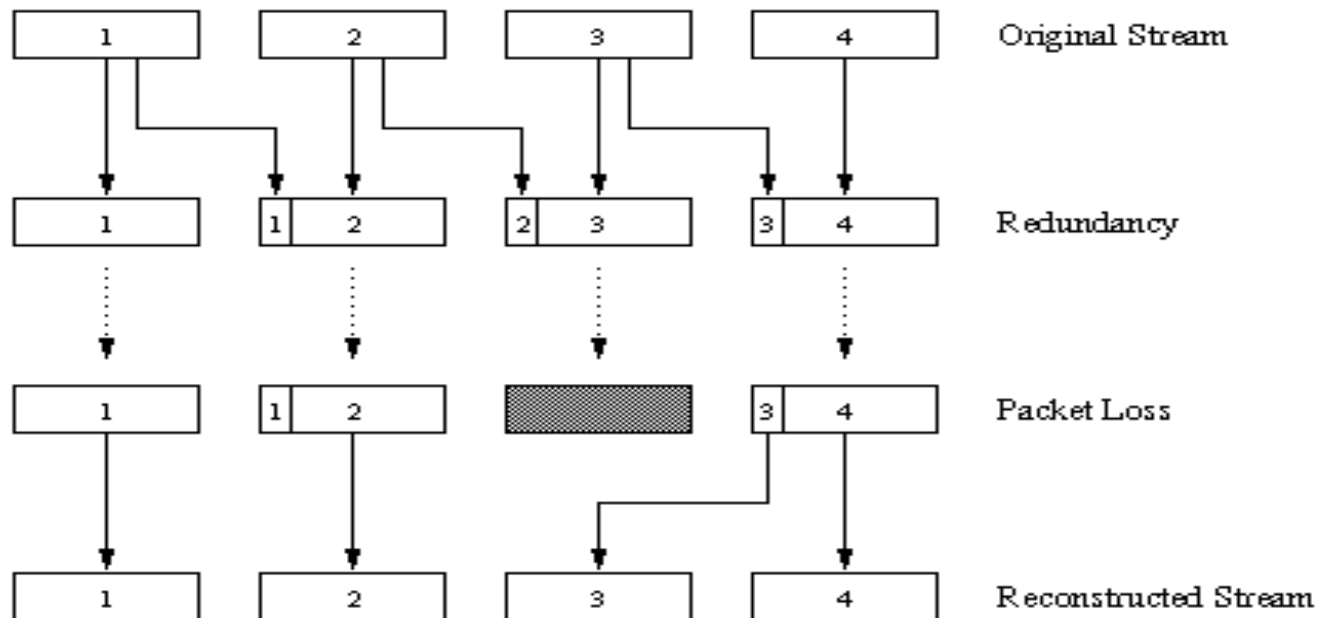 1 2 3 4 Original Stream
1 1 2 2 3 3 4 Redundancy
1 1 2 3 4 Packet Loss
1 2 3 4 Reconstructed Stream